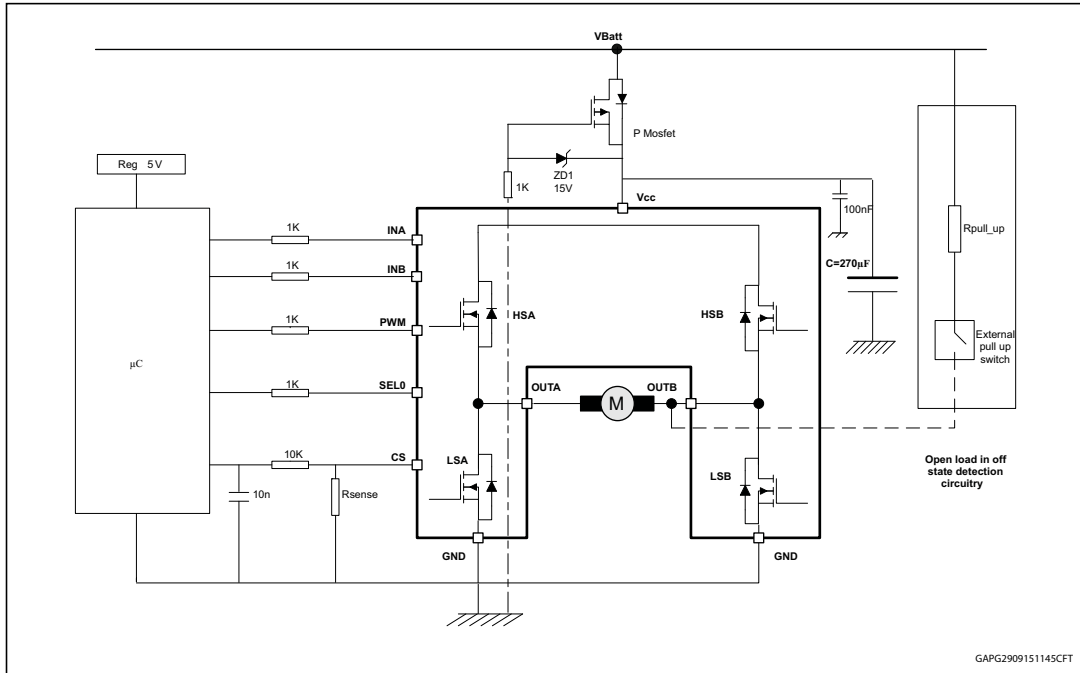 VBatt
P Mosfet
Reg 5 V
ZD1
15V
1K
Vcc
100nF
Rpull_up
C=270µF
1K
INA
1K
INB
HSA
HSB
External
pull up
switch
1K
PWM
µC
1K
SEL0
OUTA
OUTB
M
10K
CS
LSA
LSB
Open load in off
state detection
circuitry
10n
Rsense
GND
GND
GAPG2909151145CFT